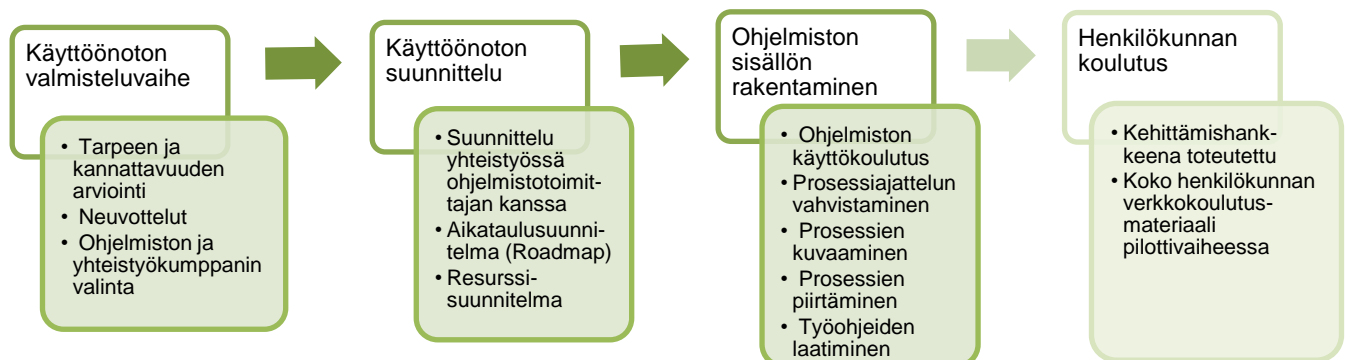 Käyttöönoton
valmisteluvaihe
• Tarpeen ja
kannattavuuden
arviointi
• Neuvottelut
• Ohjelmiston ja
yhteistyökumppanin
valinta
Käyttöönoton
suunnittelu
• Suunnittelu
yhteistyössä
ohjelmistotoimit-
tajan kanssa
• Aikataulusuunni-
telma (Roadmap)
• Resurssi-
suunnitelma
Ohjelmiston
sisällön
rakentaminen
• Ohjelmiston
käyttökoulutus
• Prosessiajattelun
vahvistaminen
• Prosessien
kuvaaminen
• Prosessien
piirtäminen
• Työohjeiden
laatiminen
Henkilökunnan
koulutus
• Kehittämishank-
keena toteutettu
• Koko henkilökunnan
verkkokoulutus-
materiaali
pilottivaiheessa